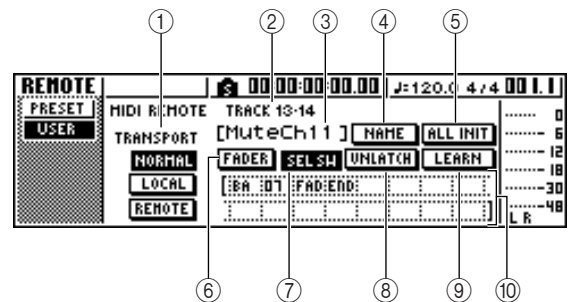 ① ② ③ ④ ⑤
REMOTE S 00:00:00:00.00 ♩=120.0 4/4 001.1
PRESET MIDI REMOTE TRACK 13-14 0
USER TRANSPORT [MuteCh11 ] NAME ALL INIT 6
NORMAL FADER SEL SW UNLATCH LEARN 12
18
LOCAL [BA 07 FAD END 30
REMOTE ] 48
L R
⑥ ⑦ ⑧ ⑨ ⑩